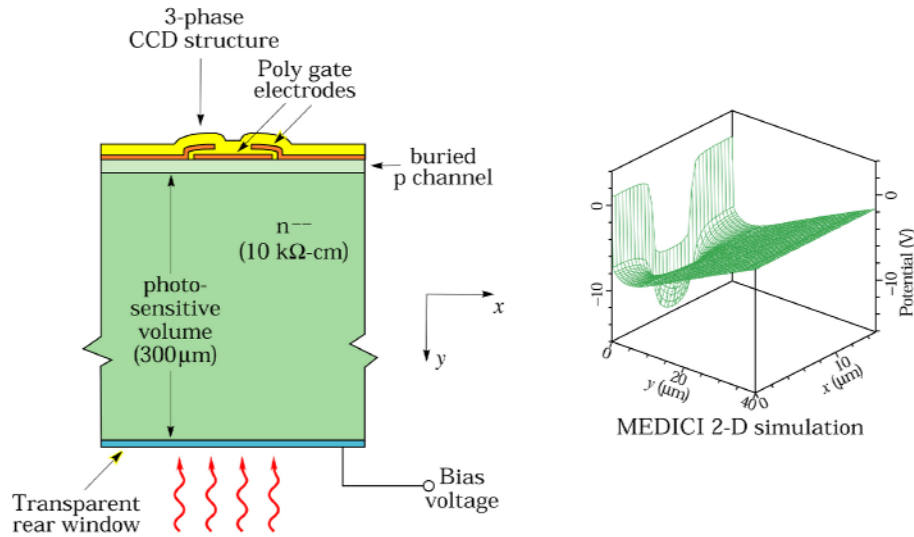 3-phase
CCD structure
Poly gate
electrodes
buried
p channel
n--
(10 kΩ-cm)
photo-
sensitive
volume
(300μm)
x
y
Transparent
rear window
Bias
voltage
0
-10
0
-10
Potential (V)
0
20
40
y (μm)
0
10
x (μm)
MEDICI 2-D simulation